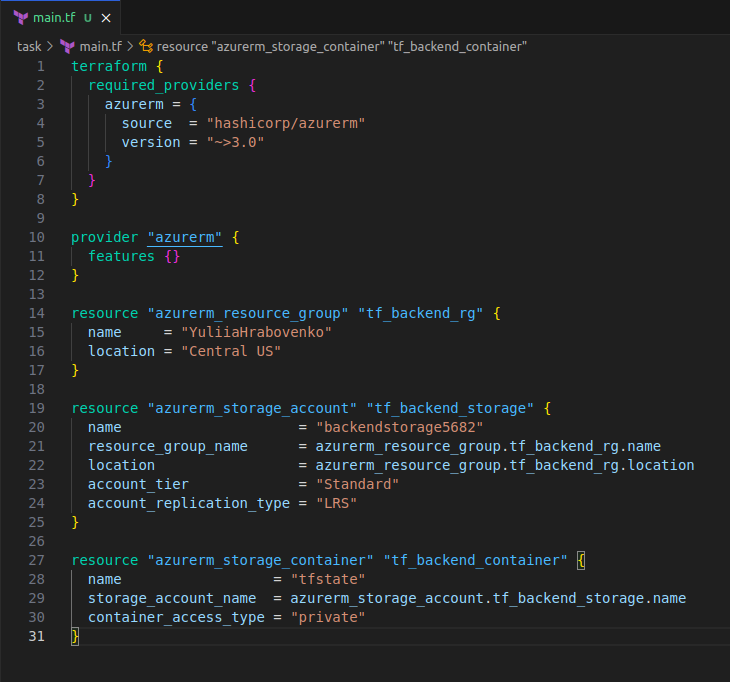 main.tf U ×
task > main.tf > resource "azurerm_storage_container" "tf_backend_container"
1 terraform {
2   required_providers {
3     azurerm = {
4       source  = "hashicorp/azurerm"
5       version = "~>3.0"
6     }
7   }
8 }
9
10 provider "azurerm" {
11   features {}
12 }
13
14 resource "azurerm_resource_group" "tf_backend_rg" {
15   name     = "YuliiaHrabovenko"
16   location = "Central US"
17 }
18
19 resource "azurerm_storage_account" "tf_backend_storage" {
20   name                     = "backendstorage5682"
21   resource_group_name      = azurerm_resource_group.tf_backend_rg.name
22   location                 = azurerm_resource_group.tf_backend_rg.location
23   account_tier             = "Standard"
24   account_replication_type = "LRS"
25 }
26
27 resource "azurerm_storage_container" "tf_backend_container" {
28   name                  = "tfstate"
29   storage_account_name  = azurerm_storage_account.tf_backend_storage.name
30   container_access_type = "private"
31 }